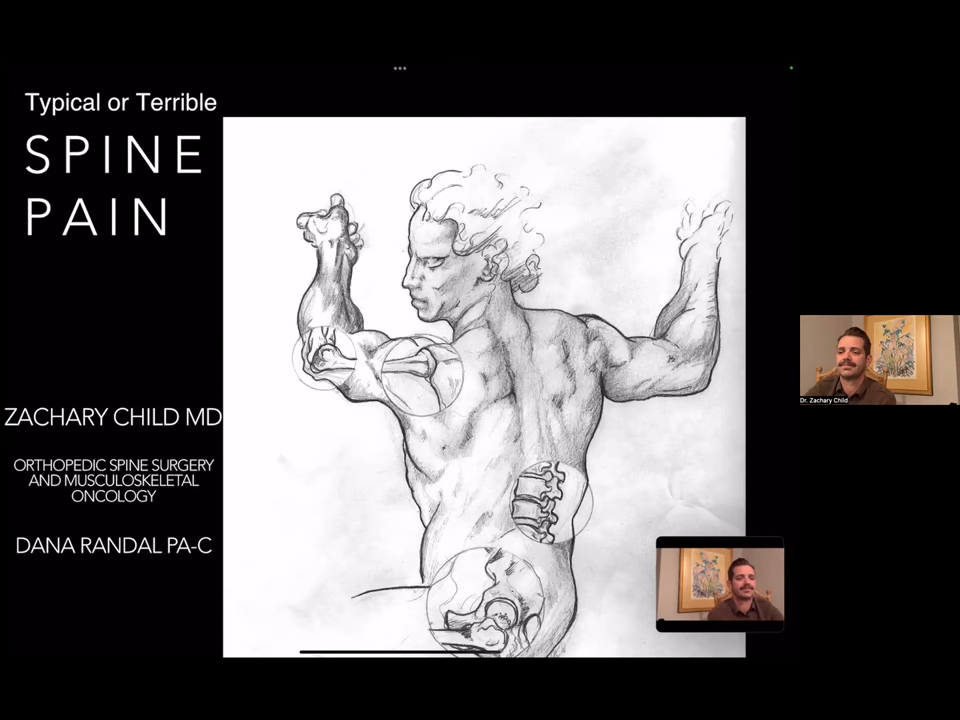 Typical or Terrible
SPINE
PAIN
ZACHARY CHILD MD
ORTHOPEDIC SPINE SURGERY
AND MUSCULOSKELETAL
ONCOLOGY
DANA RANDAL PA-C
Dr. Zachary Child